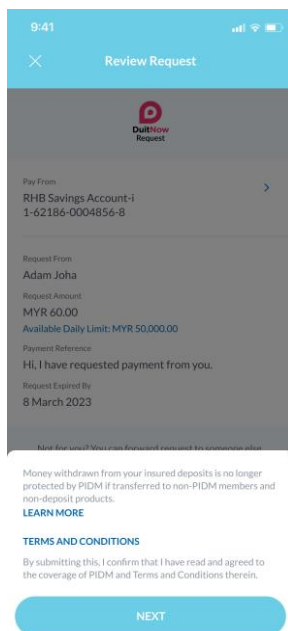 9:41
Review Request
DuitNow
Request
Pay From
RHB Savings Account-i
1-62186-0004856-8
Request From
Adam Joha
Request Amount
MYR 60.00
Available Daily Limit: MYR 50,000.00
Payment Reference
Hi, I have requested payment from you.
Request Expired By
8 March 2023
Not for you? You can forward request to someone else
Money withdrawn from your insured deposits is no longer
protected by PIDM if transferred to non-PIDM members and
non-deposit products.
LEARN MORE
TERMS AND CONDITIONS
By submitting this, I confirm that I have read and agreed to
the coverage of PIDM and Terms and Conditions therein.
NEXT